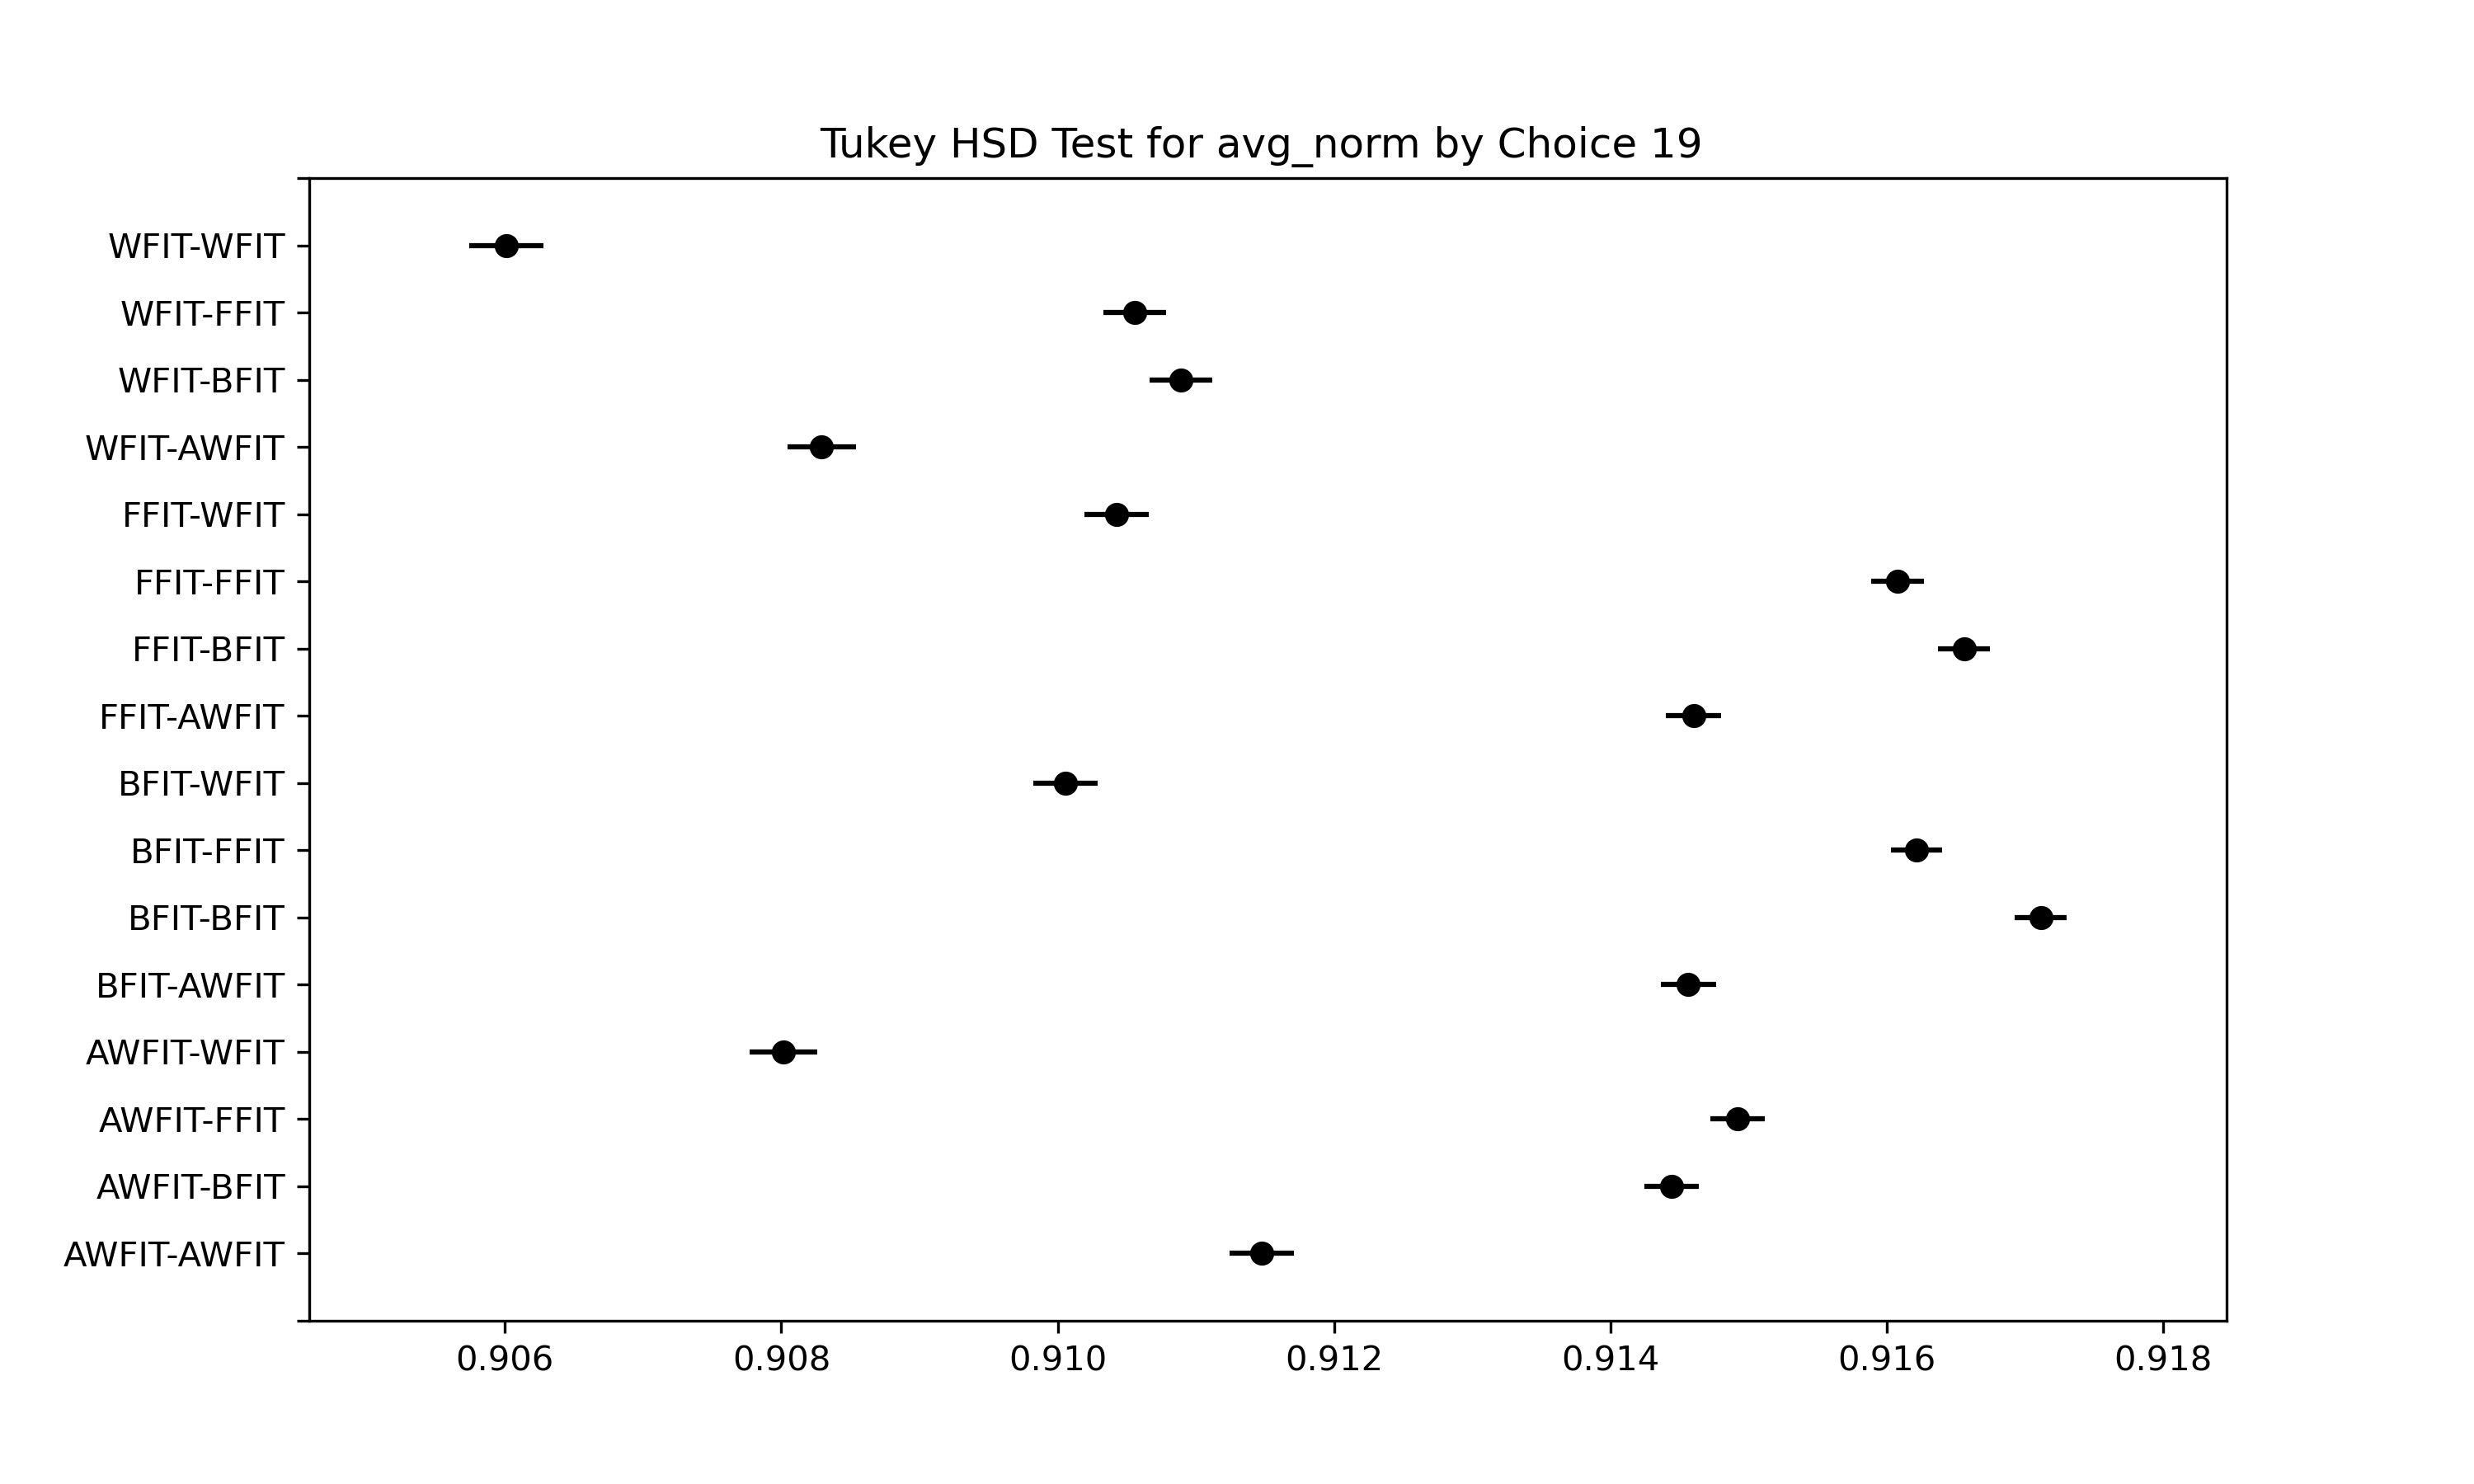 Tukey HSD Test for avg_norm by Choice 19
WFIT-WFIT
WFIT-FFIT
WFIT-BFIT
WFIT-AWFIT
FFIT-WFIT
FFIT-FFIT
FFIT-BFIT
FFIT-AWFIT
BFIT-WFIT
BFIT-FFIT
BFIT-BFIT
BFIT-AWFIT
AWFIT-WFIT
AWFIT-FFIT
AWFIT-BFIT
AWFIT-AWFIT
0.906 0.908 0.910 0.912 0.914 0.916 0.918